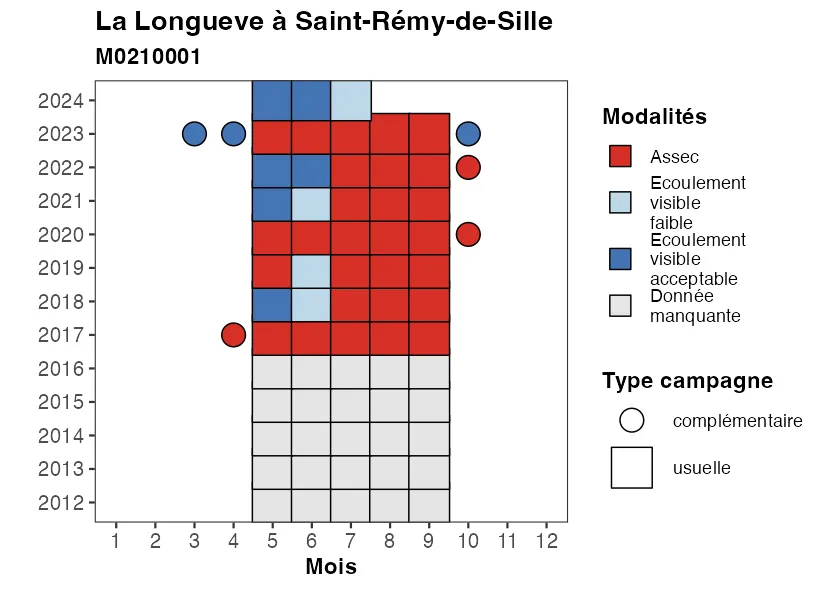 La Longueve à Saint-Rémy-de-Sille
M0210001
2024
2023
2022
2021
2020
2019
2018
2017
2016
2015
2014
2013
2012
1 2 3 4 5 6 7 8 9 10 11 12
Mois
Modalités
Assec
Ecoulement
visible
faible
Ecoulement
visible
acceptable
Donnée
manquante
Type campagne
complémentaire
usuelle